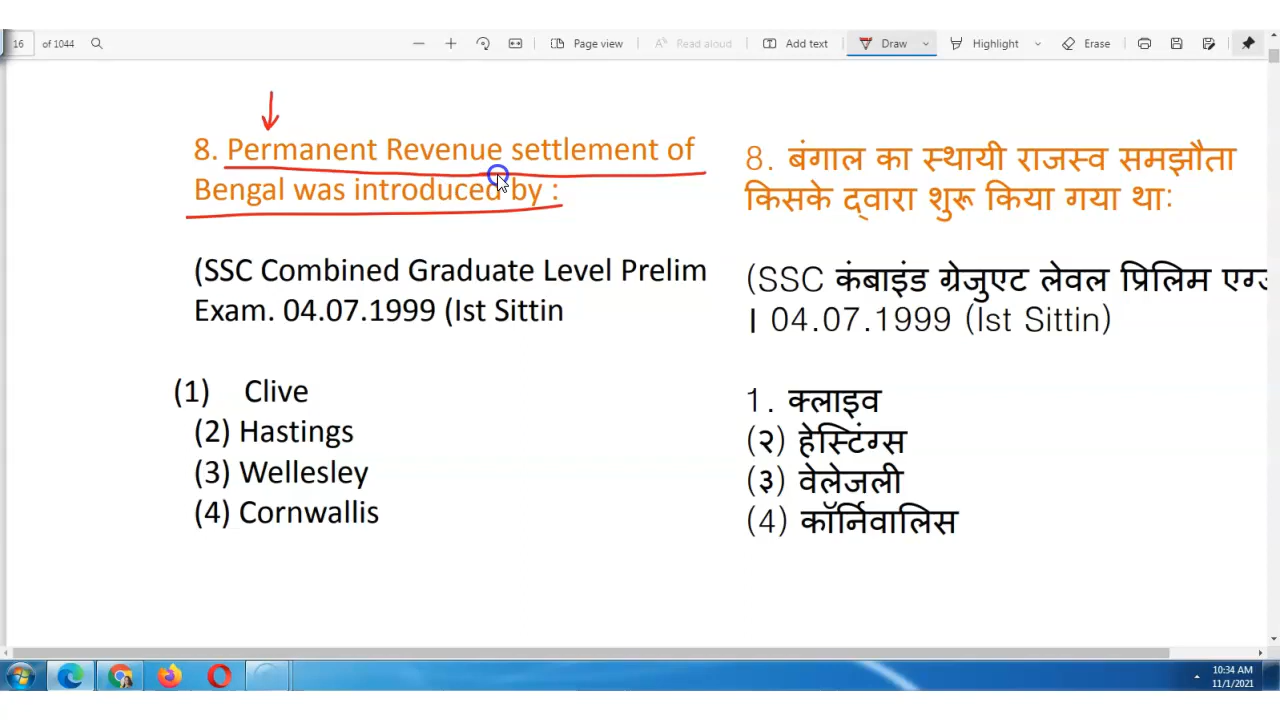 16 of 1044 Page view Read aloud Add text Draw Highlight Erase
8. Permanent Revenue settlement of
Bengal was introduced by :
(SSC Combined Graduate Level Prelim
Exam. 04.07.1999 (Ist Sittin
(1) Clive
(2) Hastings
(3) Wellesley
(4) Cornwallis
8. बंगाल का स्थायी राजस्व समझौता
किसके द्वारा शुरू किया गया था:
(SSC कंबाइंड ग्रेजुएट लेवल प्रिलिम
। 04.07.1999 (Ist Sittin)
1. क्लाइव
(२) हेस्टिंग्स
(३) वेलेजली
(4) कॉर्निवालिस
10:34 AM
11/1/2021